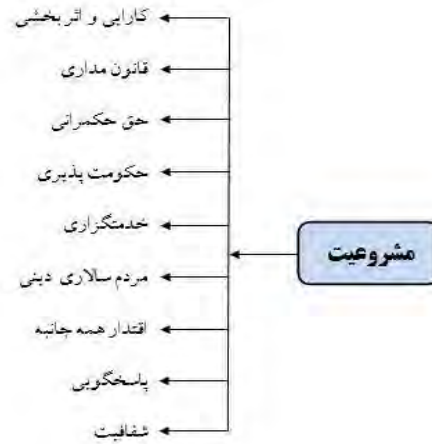 کارایی و اثربخشی
قانون مداری
حق حکمرانی
حکومت پذیری
خدمتگزاری
مشروعیت
مردم سالاری دینی
اقتدار همه جانبه
پاسخگویی
شفافیت